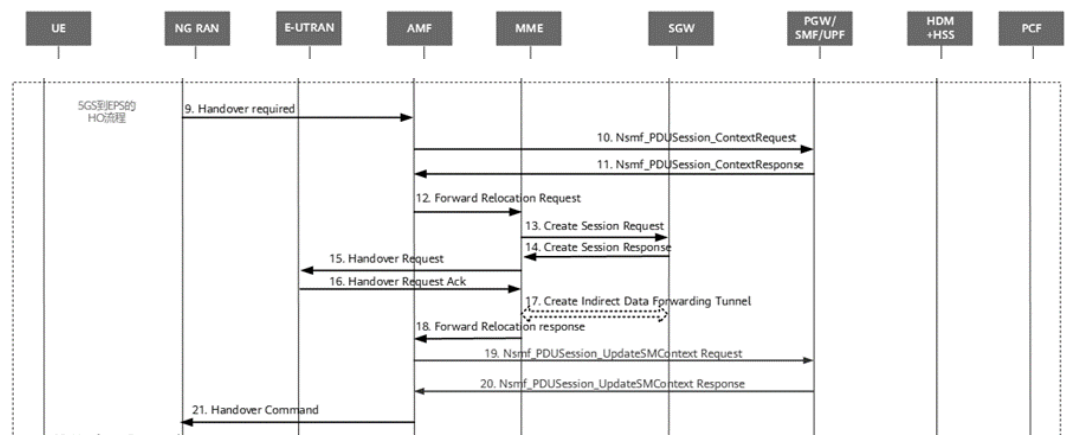 UE
NG RAN
E-UTRAN
AMF
MME
SGW
PGW/
SMF/UPF
HDM
+HSS
PCF
5GS到EPS的
HO流程
9. Handover required
10. Nsmf_PDUSession_ContextRequest
11. Nsmf_PDUSession_ContextResponse
12. Forward Relocation Request
13. Create Session Request
14. Create Session Response
15. Handover Request
16. Handover Request Ack
17. Create Indirect Data Forwarding Tunnel
18. Forward Relocation response
19. Nsmf_PDUSession_UpdateSMContext Request
20. Nsmf_PDUSession_UpdateSMContext Response
21. Handover Command